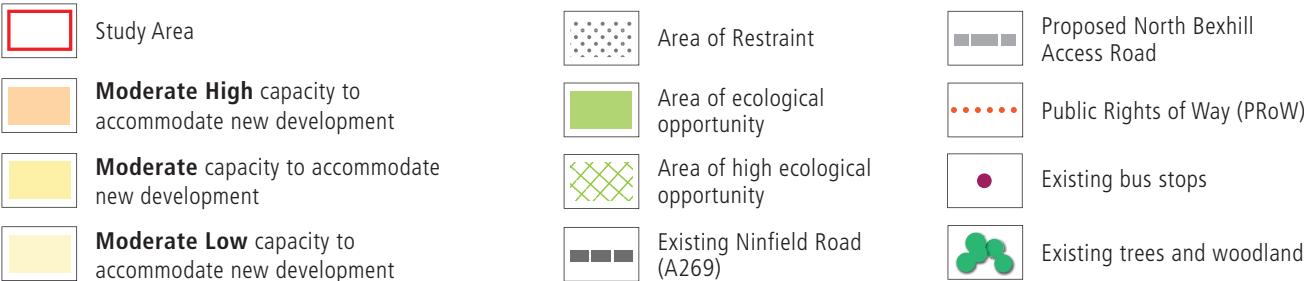 Study Area
Moderate High capacity to
accommodate new development
Moderate capacity to accommodate
new development
Moderate Low capacity to
accommodate new development
Area of Restraint
Area of ecological
opportunity
Area of high ecological
opportunity
Existing Ninfield Road
(A269)
Proposed North Bexhill
Access Road
Public Rights of Way (PRoW)
Existing bus stops
Existing trees and woodland